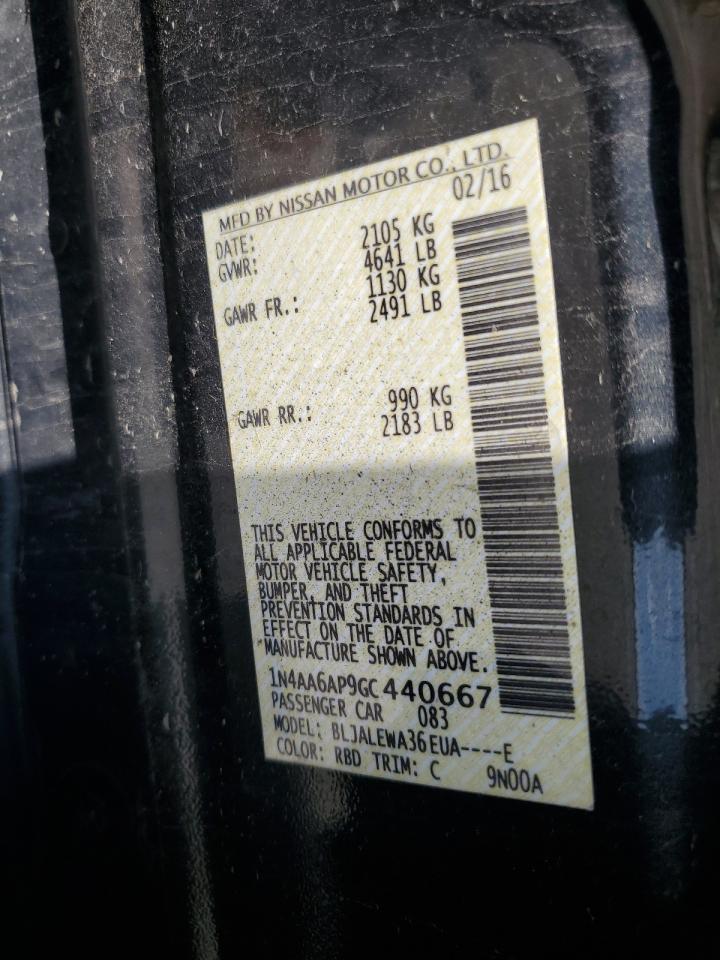 MFD BY NISSAN MOTOR CO., LTD.
DATE: 02/16
GVWR: 2105 KG
4641 LB
GAWR FR.: 1130 KG
2491 LB
GAWR RR.: 990 KG
2183 LB
THIS VEHICLE CONFORMS TO
ALL APPLICABLE FEDERAL
MOTOR VEHICLE SAFETY,
BUMPER, AND THEFT
PREVENTION STANDARDS IN
EFFECT ON THE DATE OF
MANUFACTURE SHOWN ABOVE.
1N4AA6AP9GC440667
PASSENGER CAR 083
MODEL: BLJALEWA36EUA-----E
COLOR: RBD TRIM: C 9N00A